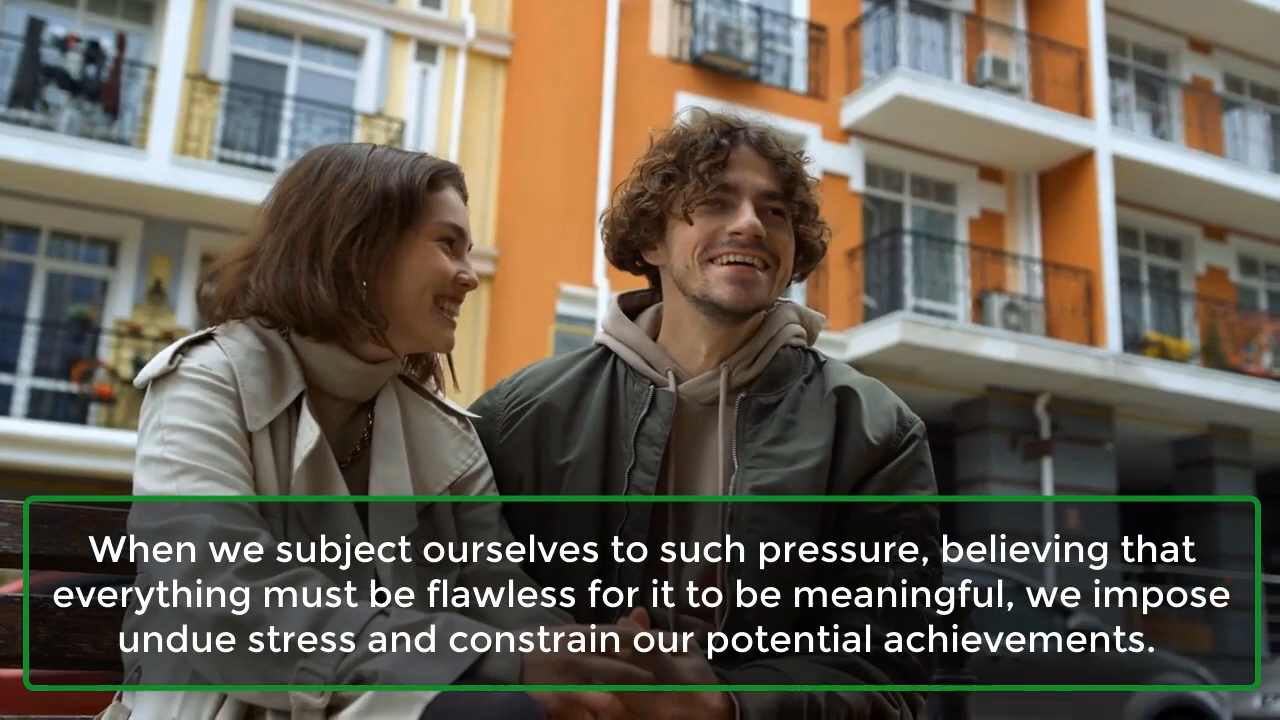 When we subject ourselves to such pressure, believing that
everything must be flawless for it to be meaningful, we impose
undue stress and constrain our potential achievements.